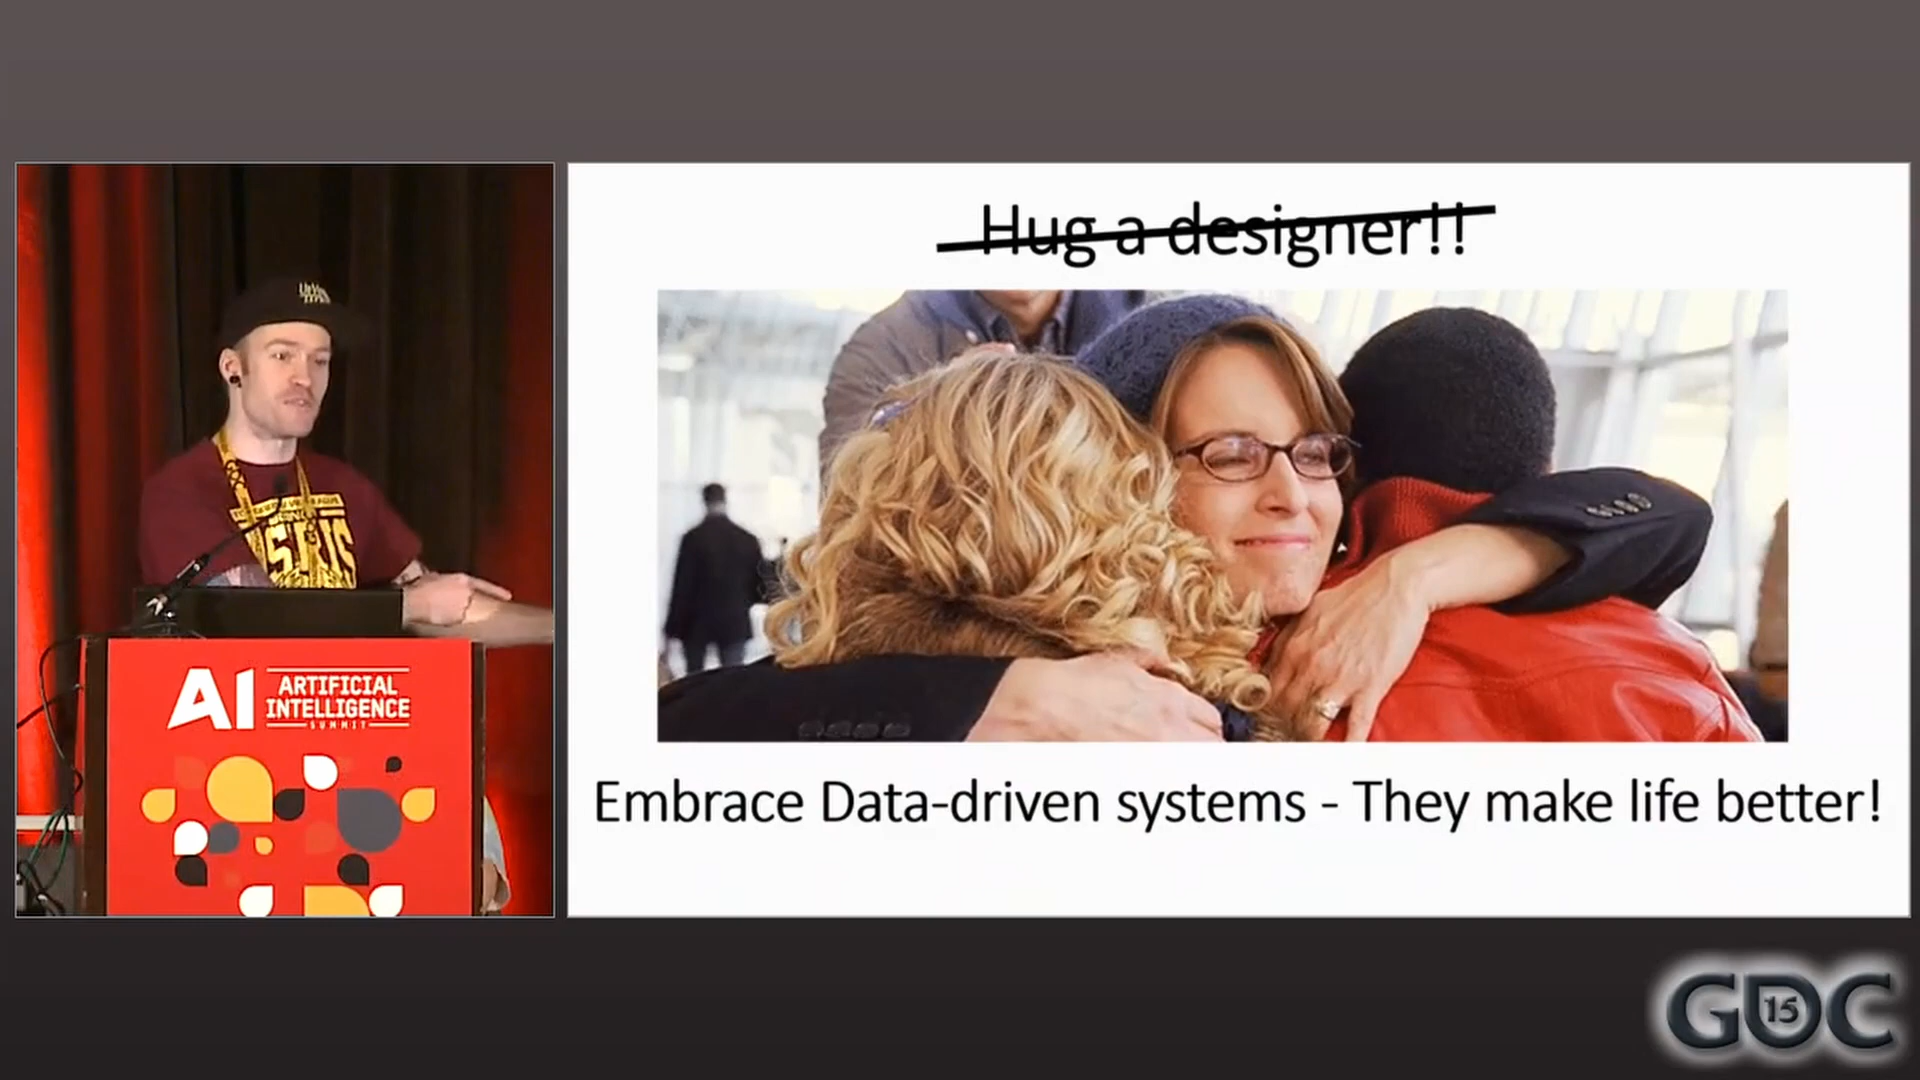 Hug a designer!!
Embrace Data-driven systems - They make life better!
AI
ARTIFICIAL
INTELLIGENCE
SUMMIT
GDC
15